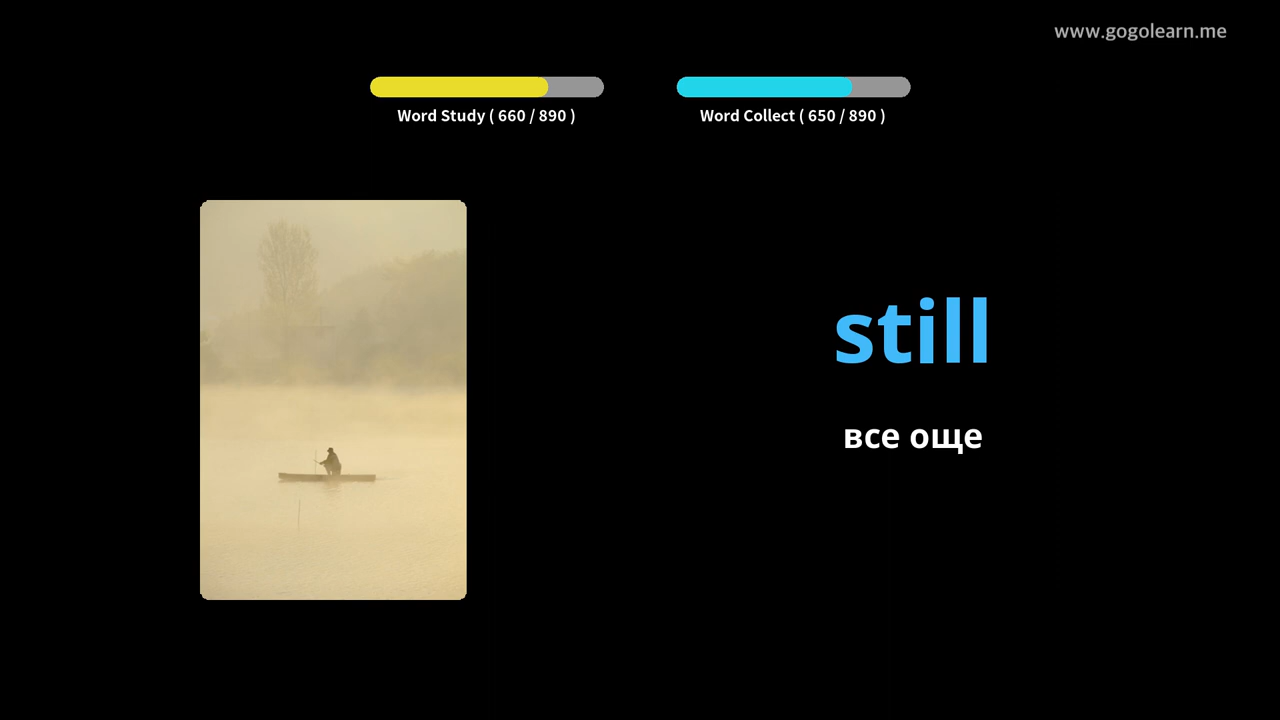 www.gogolearn.me
Word Study ( 660 / 890 )
Word Collect ( 650 / 890 )
still
все още